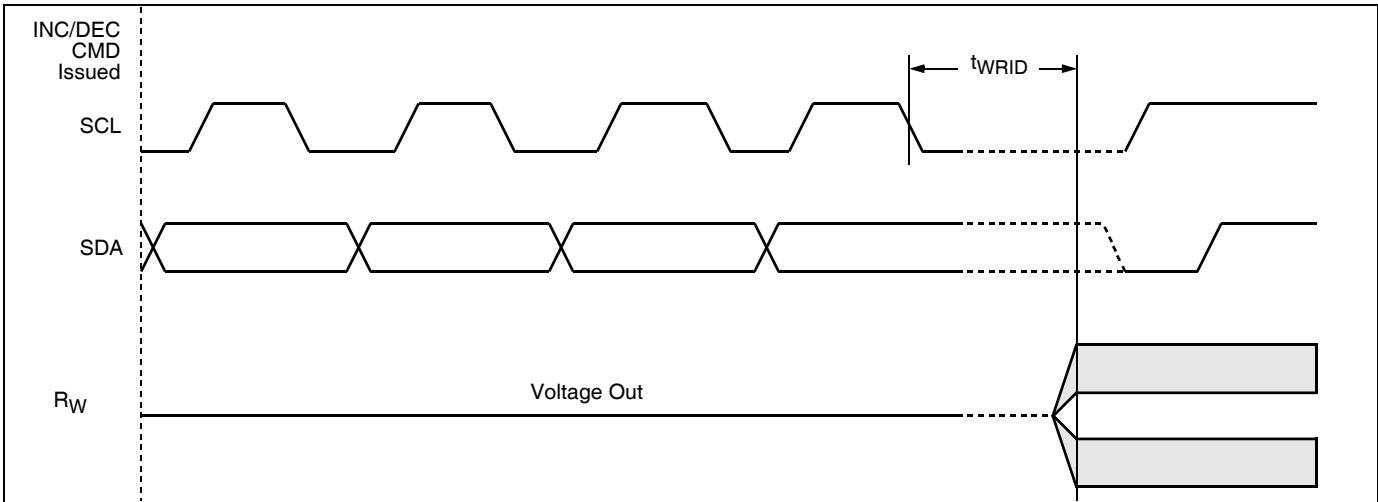 INC/DEC
CMD
Issued
tWRID
SCL
SDA
Voltage Out
RW